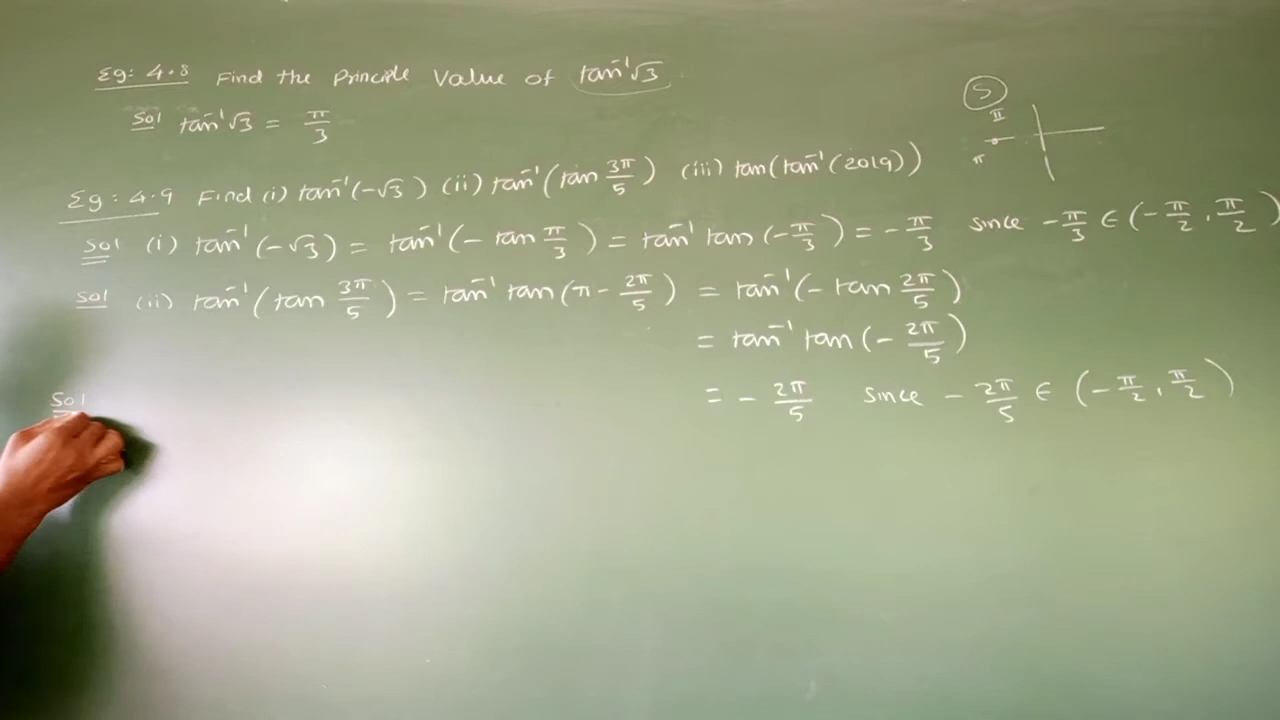 Eg: 4.8 Find the Principle Value of tan⁻¹√3
Sol tan⁻¹√3 = π/3
S
II
π
Eg: 4.9 Find (i) tan⁻¹(-√3) (ii) tan⁻¹(tan 3π/5) (iii) tan(tan⁻¹(2019))
Sol (i) tan⁻¹(-√3) = tan⁻¹(- tan π/3) = tan⁻¹ tan(-π/3) = -π/3 since -π/3 ∈ (-π/2, π/2)
Sol (ii) tan⁻¹(tan 3π/5) = tan⁻¹ tan(π - 2π/5) = tan⁻¹(- tan 2π/5)
= tan⁻¹ tan(- 2π/5)
= - 2π/5 since - 2π/5 ∈ (-π/2, π/2)
Sol